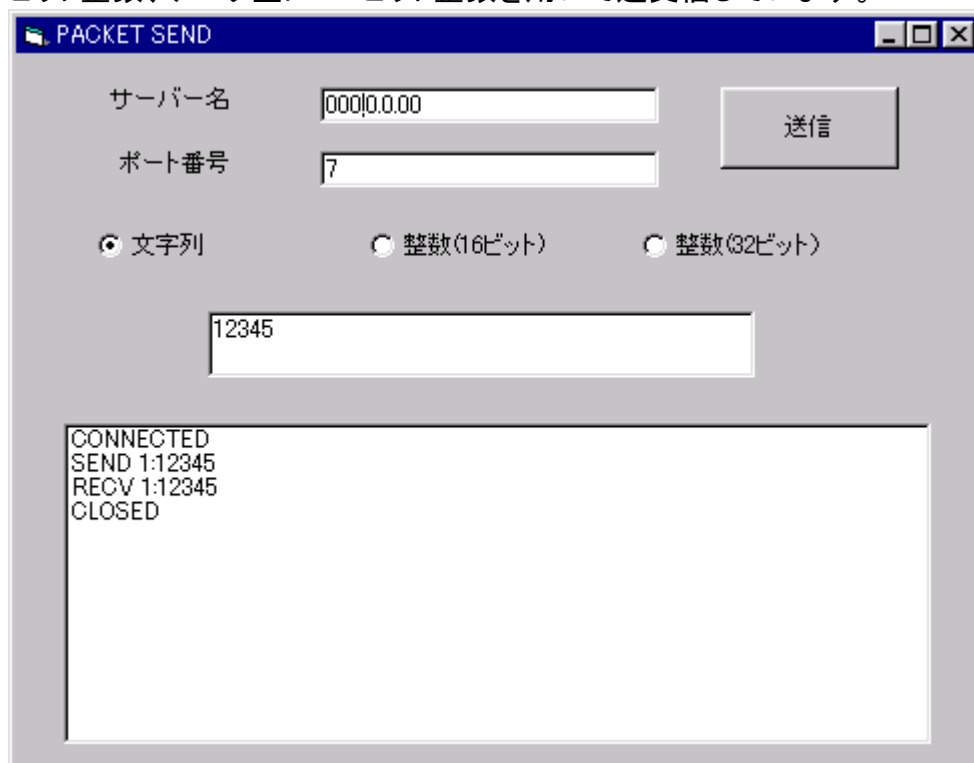 PACKET SEND
サーバー名
000|0.0.00
送信
ポート番号
7
文字列
整数(16ビット)
整数(32ビット)
12345
CONNECTED
SEND 1:12345
RECV 1:12345
CLOSED